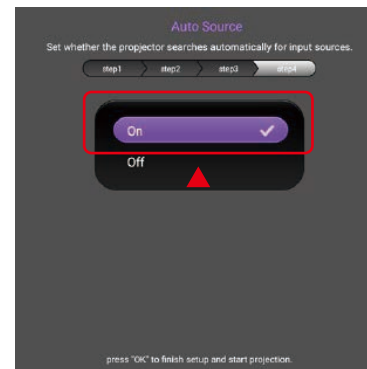 Auto Source
Set whether the propjector searches automatically for input sources.
step1 step2 step3 step4
On
Off
press "OK" to finish setup and start projection.